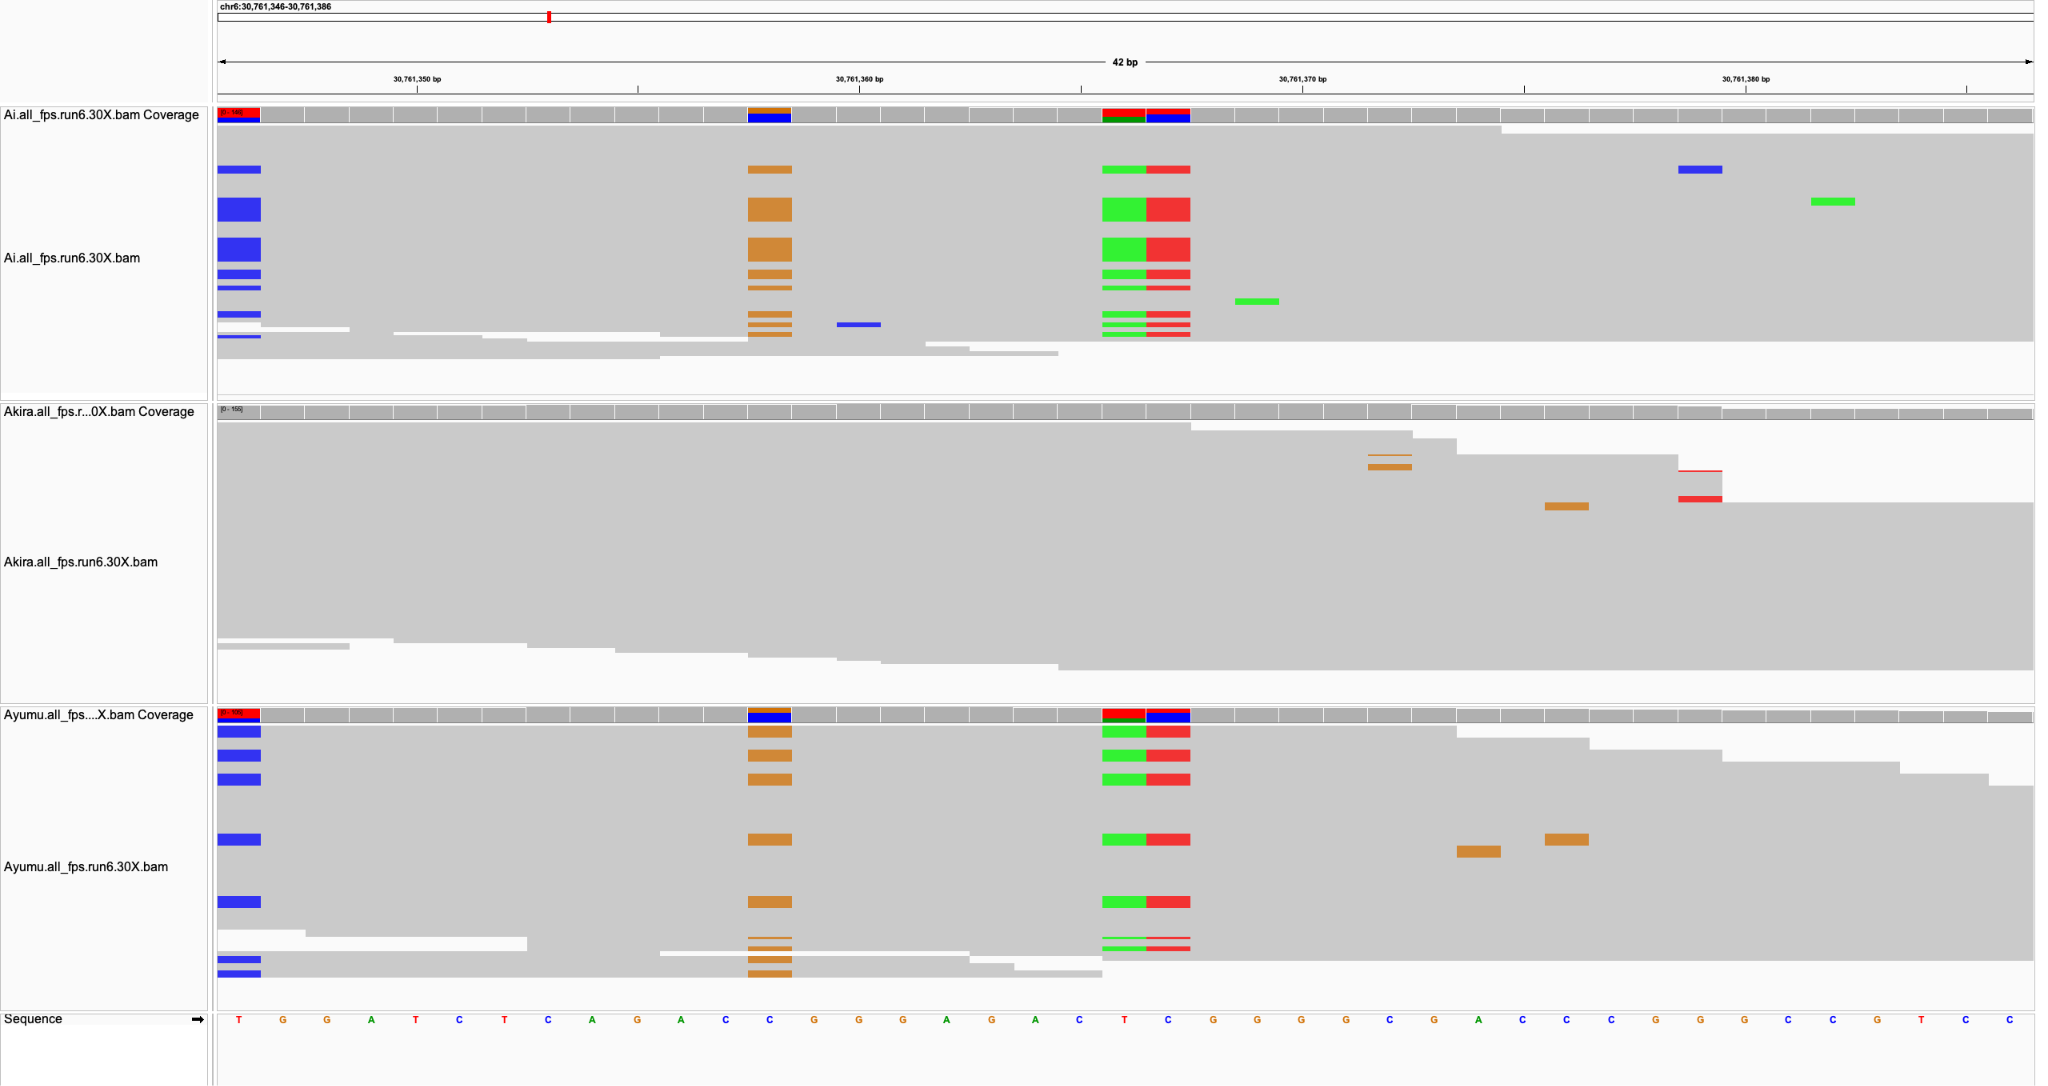 chr6:30,761,346-30,761,386
42 bp
30,761,350 bp 30,761,360 bp 30,761,370 bp 30,761,380 bp
Ai.all_fps.run6.30X.bam Coverage
Ai.all_fps.run6.30X.bam
Akira.all_fps.r...0X.bam Coverage
[0 - 155]
Akira.all_fps.run6.30X.bam
Ayumu.all_fps....X.bam Coverage
Ayumu.all_fps.run6.30X.bam
Sequence T G G A T C T C A G A C C G G G A G A C T C G G G G C G A C C C G G G C C G T C C